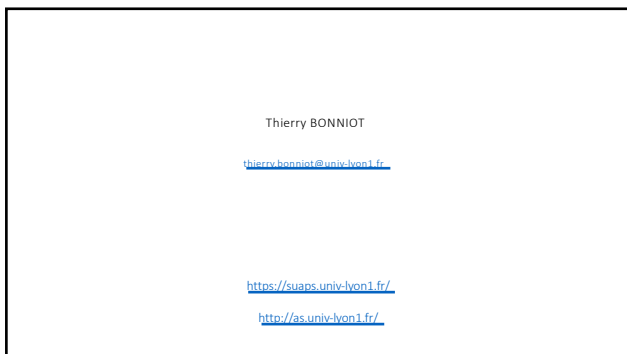 Thierry BONNIOT
thierry.bonniot@univ-lyon1.fr
https://suaps.univ-lyon1.fr/
http://as.univ-lyon1.fr/